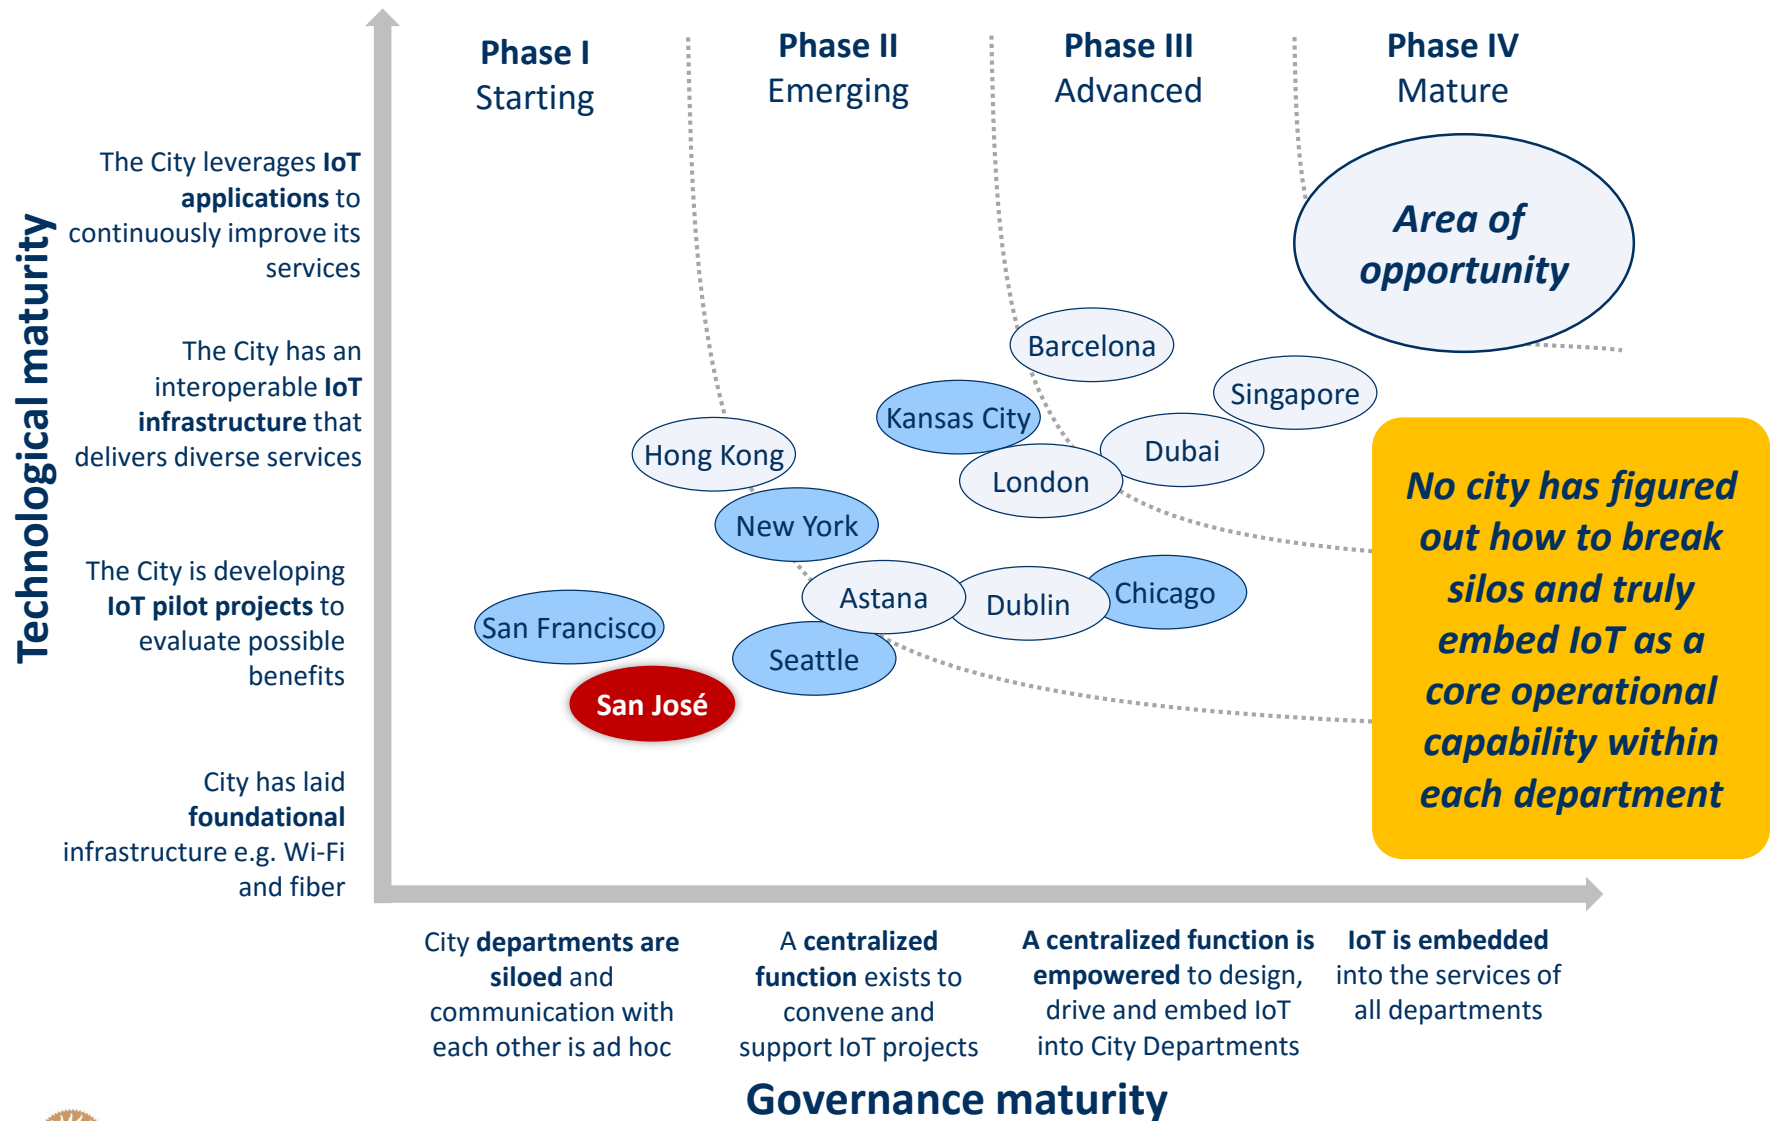 Phase I
Starting
Phase II
Emerging
Phase III
Advanced
Phase IV
Mature
Technological maturity
The City leverages IoT
applications to
continuously improve its
services
The City has an
interoperable IoT
infrastructure that
delivers diverse services
The City is developing
IoT pilot projects to
evaluate possible
benefits
City has laid
foundational
infrastructure e.g. Wi-Fi
and fiber
Area of
opportunity
Barcelona
Singapore
Kansas City
Dubai
Hong Kong
London
New York
Astana
Dublin
Chicago
San Francisco
Seattle
San José
No city has figured
out how to break
silos and truly
embed IoT as a
core operational
capability within
each department
City departments are
siloed and
communication with
each other is ad hoc
A centralized
function exists to
convene and
support IoT projects
A centralized function is
empowered to design,
drive and embed IoT
into City Departments
IoT is embedded
into the services of
all departments
Governance maturity